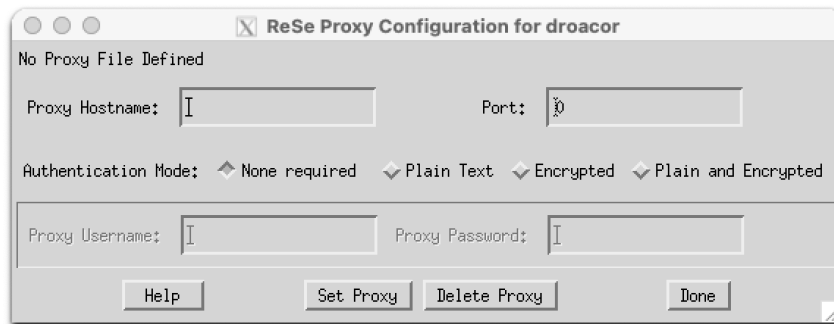 ReSe Proxy Configuration for droacor
No Proxy File Defined
Proxy Hostname: Port: 0
Authentication Mode: None required Plain Text Encrypted Plain and Encrypted
Proxy Username: Proxy Password:
Help Set Proxy Delete Proxy Done